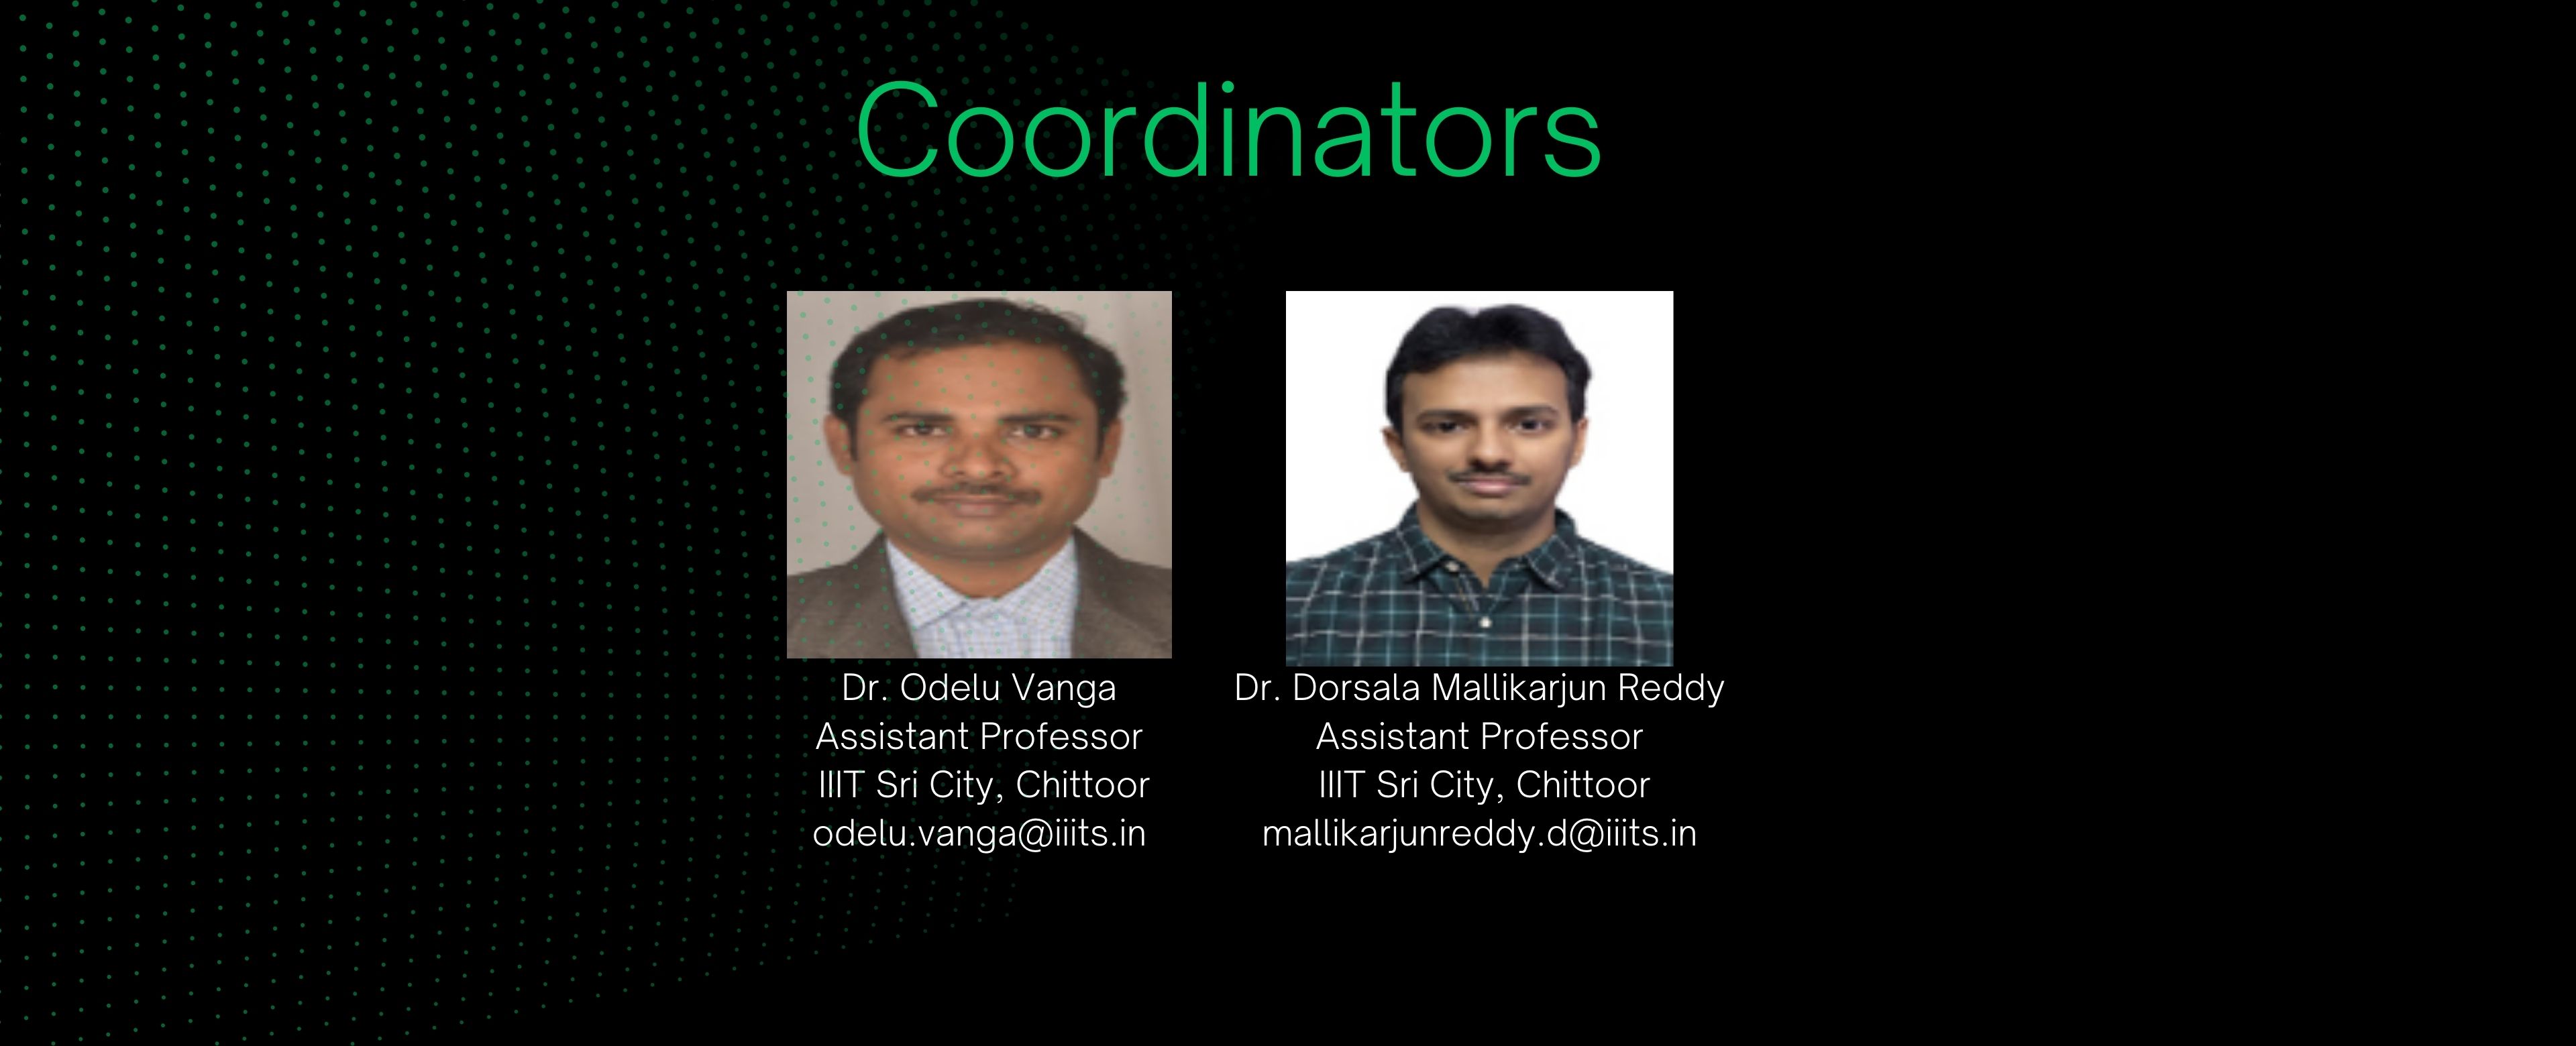 Coordinators
Dr. Odelu Vanga
Assistant Professor
IIIT Sri City, Chittoor
odelu.vanga@iiits.in
Dr. Dorsala Mallikarjun Reddy
Assistant Professor
IIIT Sri City, Chittoor
mallikarjunreddy.d@iiits.in